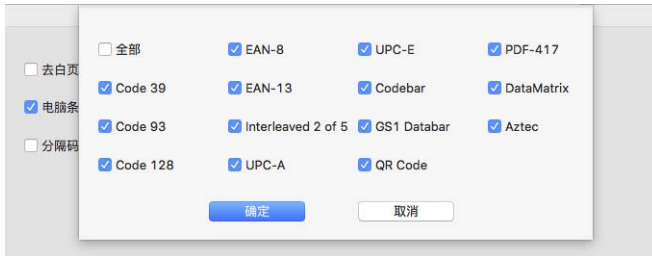 全部 EAN-8 UPC-E PDF-417
去白页
Code 39 EAN-13 Codebar DataMatrix
电脑条
Code 93 Interleaved 2 of 5 GS1 Databar Aztec
分隔码
Code 128 UPC-A QR Code
确定 取消